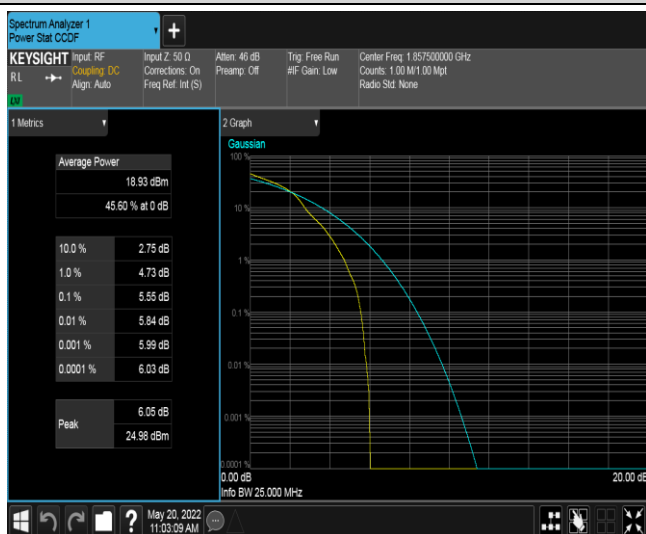 Spectrum Analyzer 1
Power Stat CCDF
+
KEYSIGHT
RL
Input: RF
Coupling: DC
Align: Auto
Input Z: 50 Ω
Corrections: On
Freq Ref: Int (S)
Atten: 46 dB
Preamp: Off
Trig: Free Run
#IF Gain: Low
Center Freq: 1.857500000 GHz
Counts: 1.00 M/1.00 Mpt
Radio Std: None
1 Metrics
Average Power
18.93 dBm
45.60 % at 0 dB
10.0 % 2.75 dB
1.0 % 4.73 dB
0.1 % 5.55 dB
0.01 % 5.84 dB
0.001 % 5.99 dB
0.0001 % 6.03 dB
Peak
6.05 dB
24.98 dBm
2 Graph
Gaussian
100 %
10 %
1 %
0.1 %
0.01 %
0.001 %
0.0001 %
0.00 dB
20.00 dB
Info BW 25.000 MHz
?
May 20, 2022
11:03:09 AM